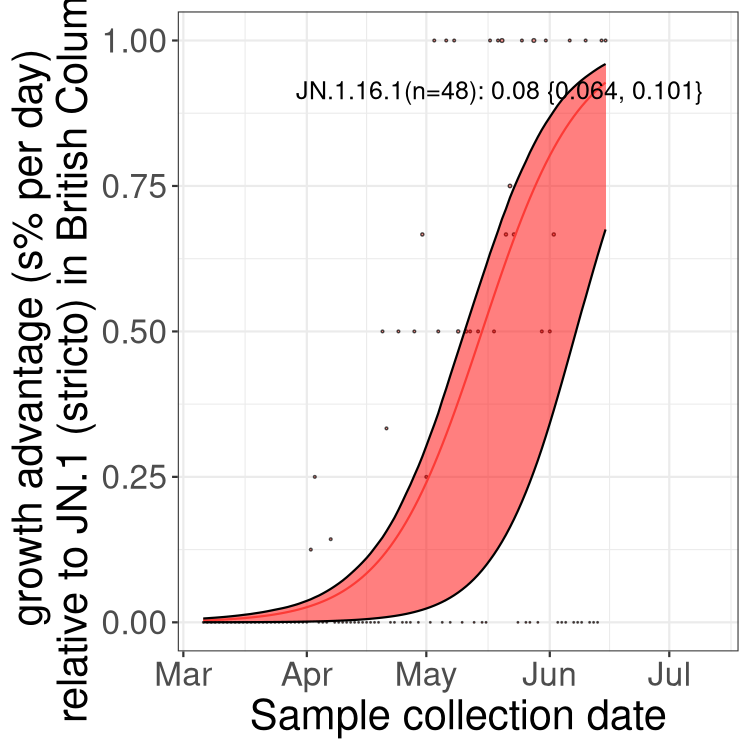 growth advantage (s% per day)
relative to JN.1 (stricto) in British Colum
1.00
0.75
0.50
0.25
0.00
JN.1.16.1(n=48): 0.08 {0.064, 0.101}
Mar Apr May Jun Jul
Sample collection date